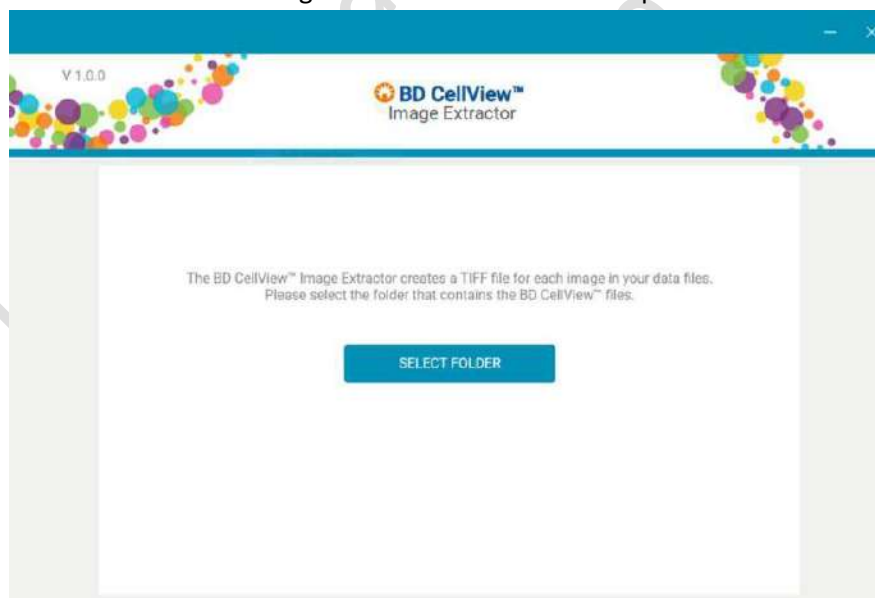 V 1.0.0
BD CellView™
Image Extractor
The BD CellView™ Image Extractor creates a TIFF file for each image in your data files.
Please select the folder that contains the BD CellView™ files.
SELECT FOLDER